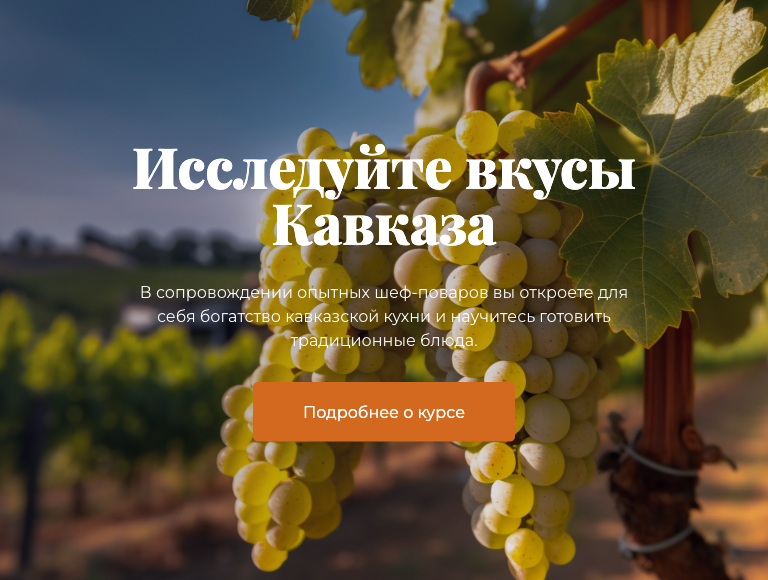 Исследуйте вкусы
Кавказа
В сопровождении опытных шеф-поваров вы откроете для
себя богатство кавказской кухни и научитесь готовить
традиционные блюда.
Подробнее о курсе